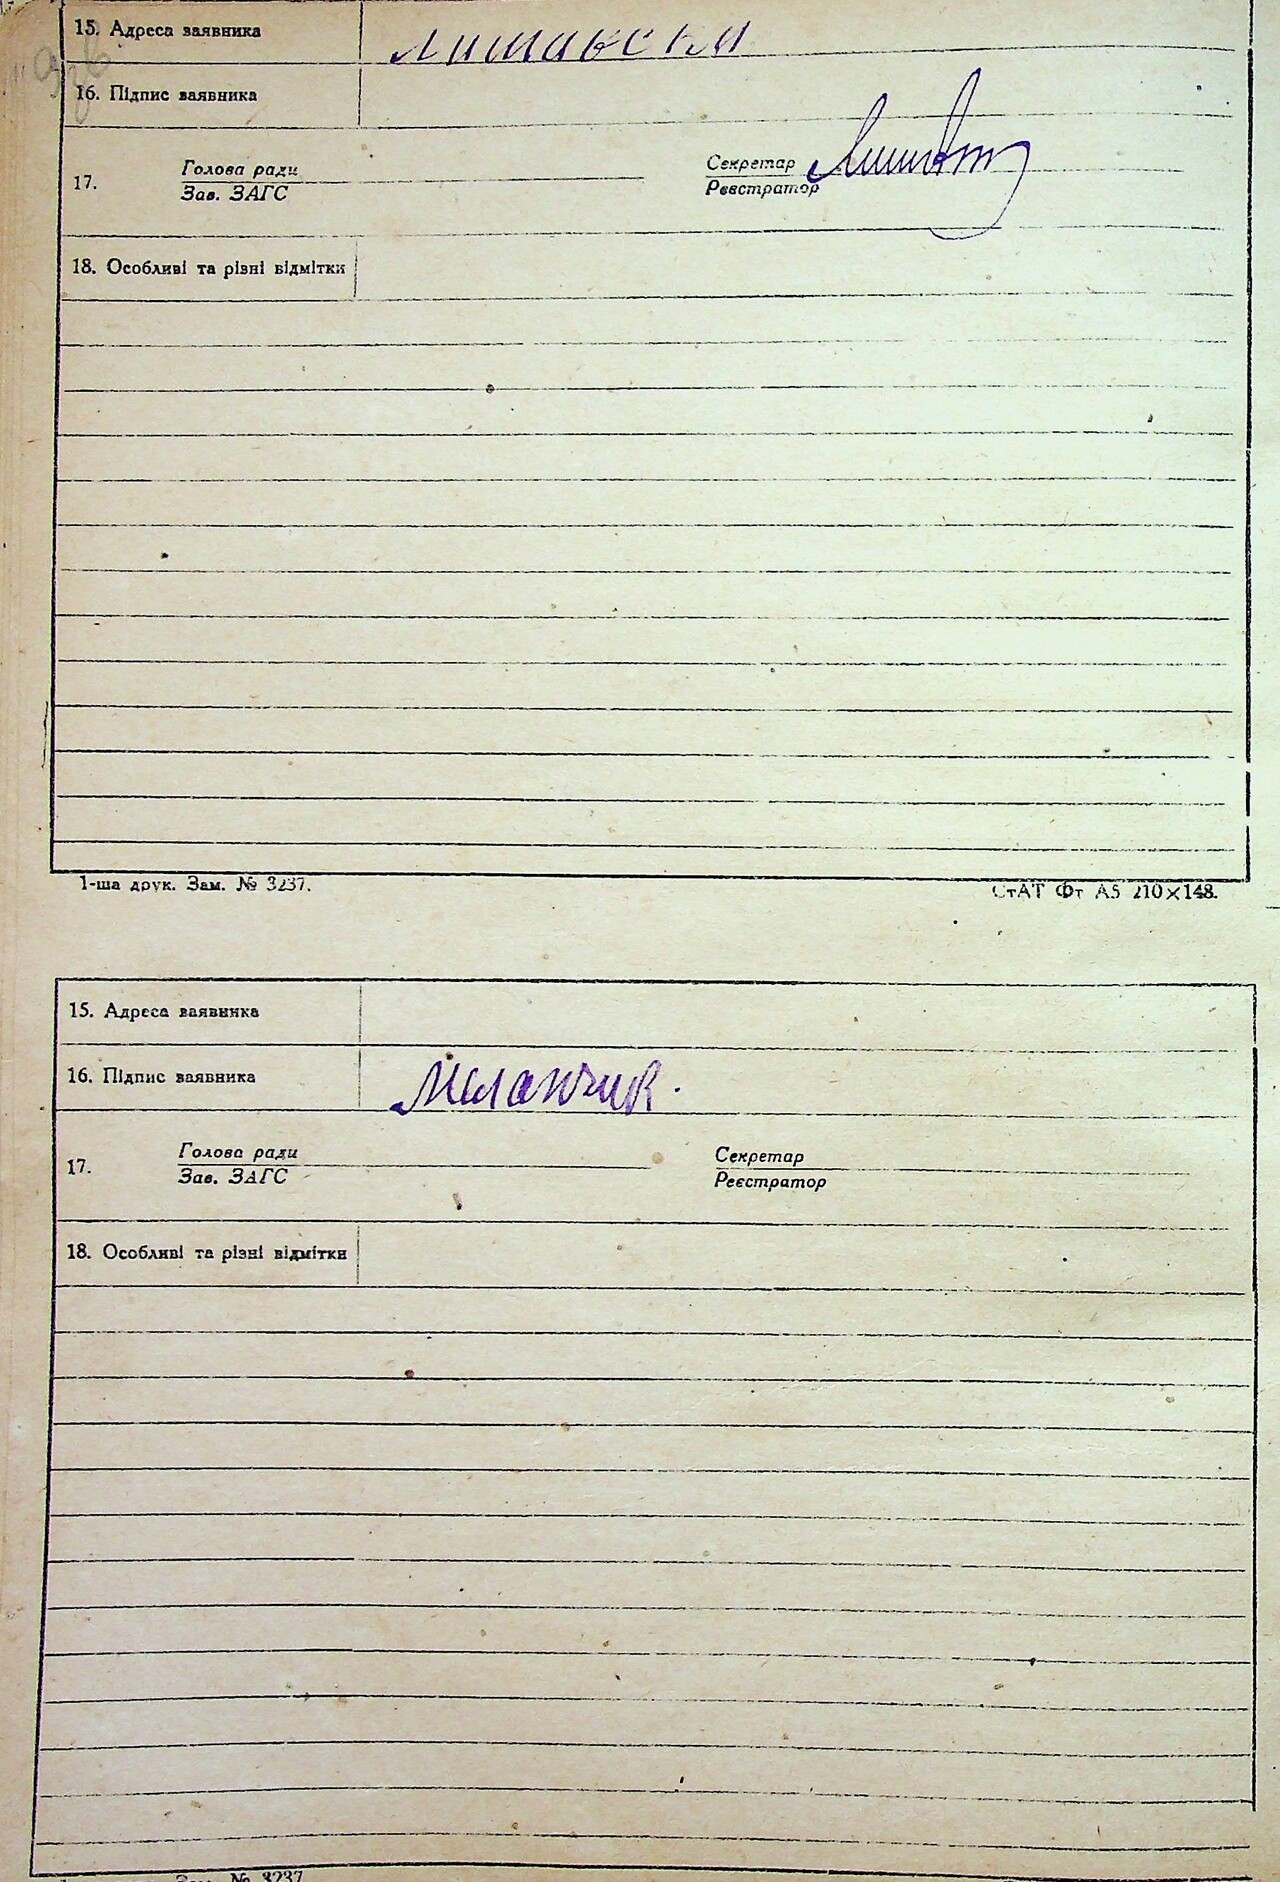 15. Адреса заявника
16. Підпис заявника
17. Голова ради Секретар
Зав. ЗАГС Реєстратор
18. Особливі та різні відмітки
1-ша друк. Зам. № 3237. СтАТ Фт А5 210×148.
15. Адреса заявника
16. Підпис заявника
17. Голова ради Секретар
Зав. ЗАГС Реєстратор
18. Особливі та різні відмітки
Зам. № 3237